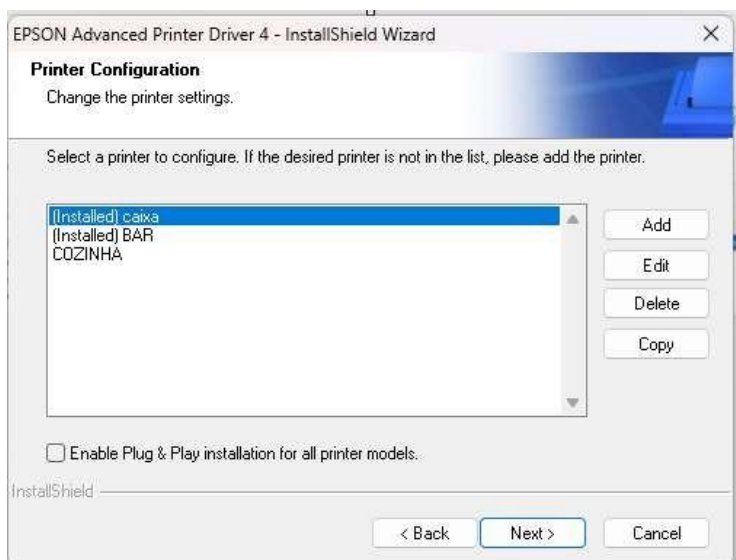 EPSON Advanced Printer Driver 4 - InstallShield Wizard
Printer Configuration
Change the printer settings.
Select a printer to configure. If the desired printer is not in the list, please add the printer.
(Installed) caixa
(Installed) BAR
COZINHA
Add
Edit
Delete
Copy
Enable Plug & Play installation for all printer models.
InstallShield
< Back
Next >
Cancel